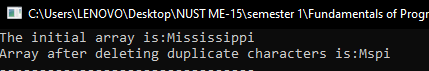 C:\Users\LENOVO\Desktop\NUST ME-15\semester 1\Fundamentals of Progr
The initial array is:Mississippi
Array after deleting duplicate characters is:Mspi
--------------------------------